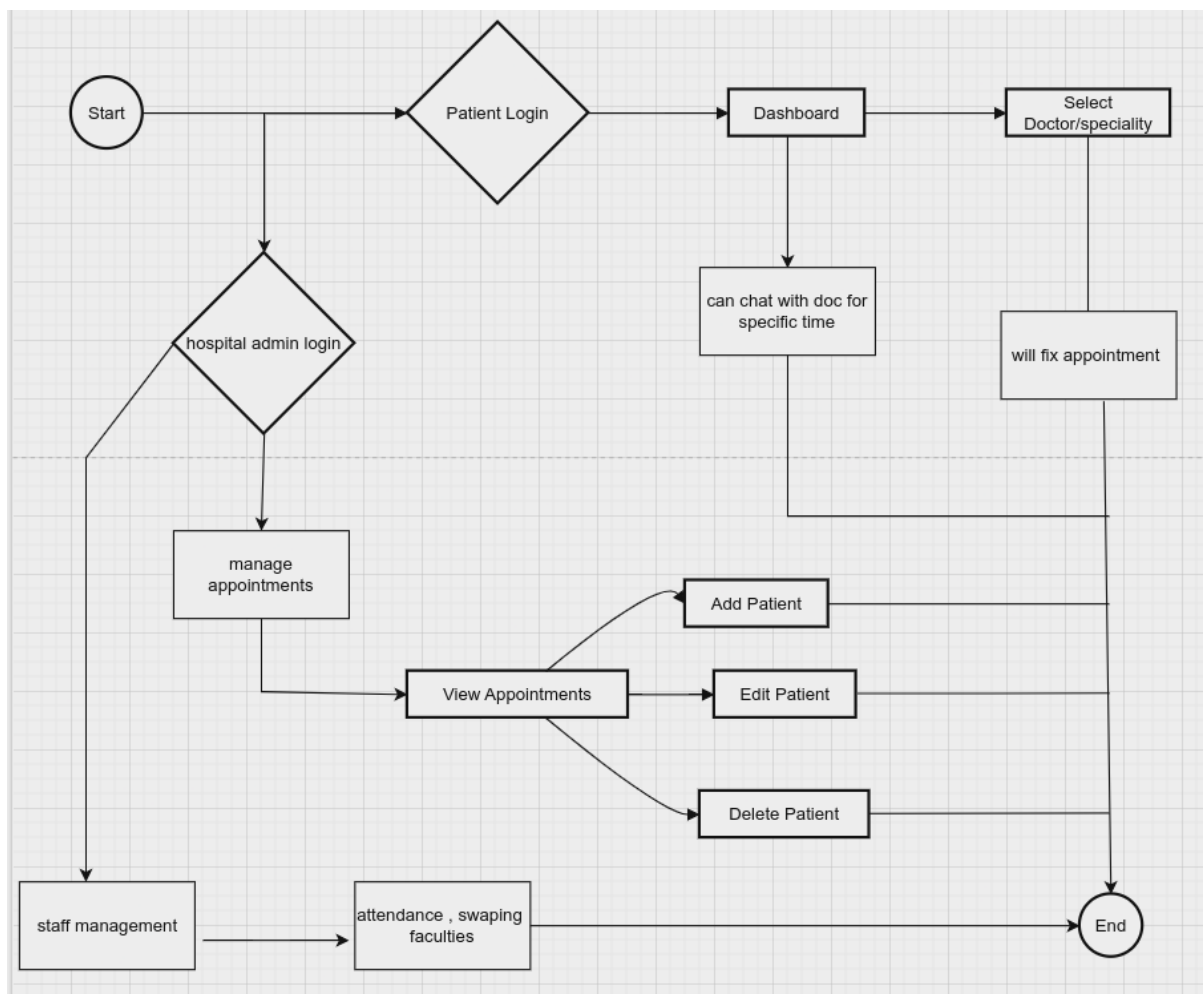 Start
Patient Login
Dashboard
Select
Doctor/speciality
hospital admin login
can chat with doc for
specific time
will fix appointment
manage
appointments
Add Patient
View Appointments
Edit Patient
Delete Patient
staff management
attendance , swaping
faculties
End